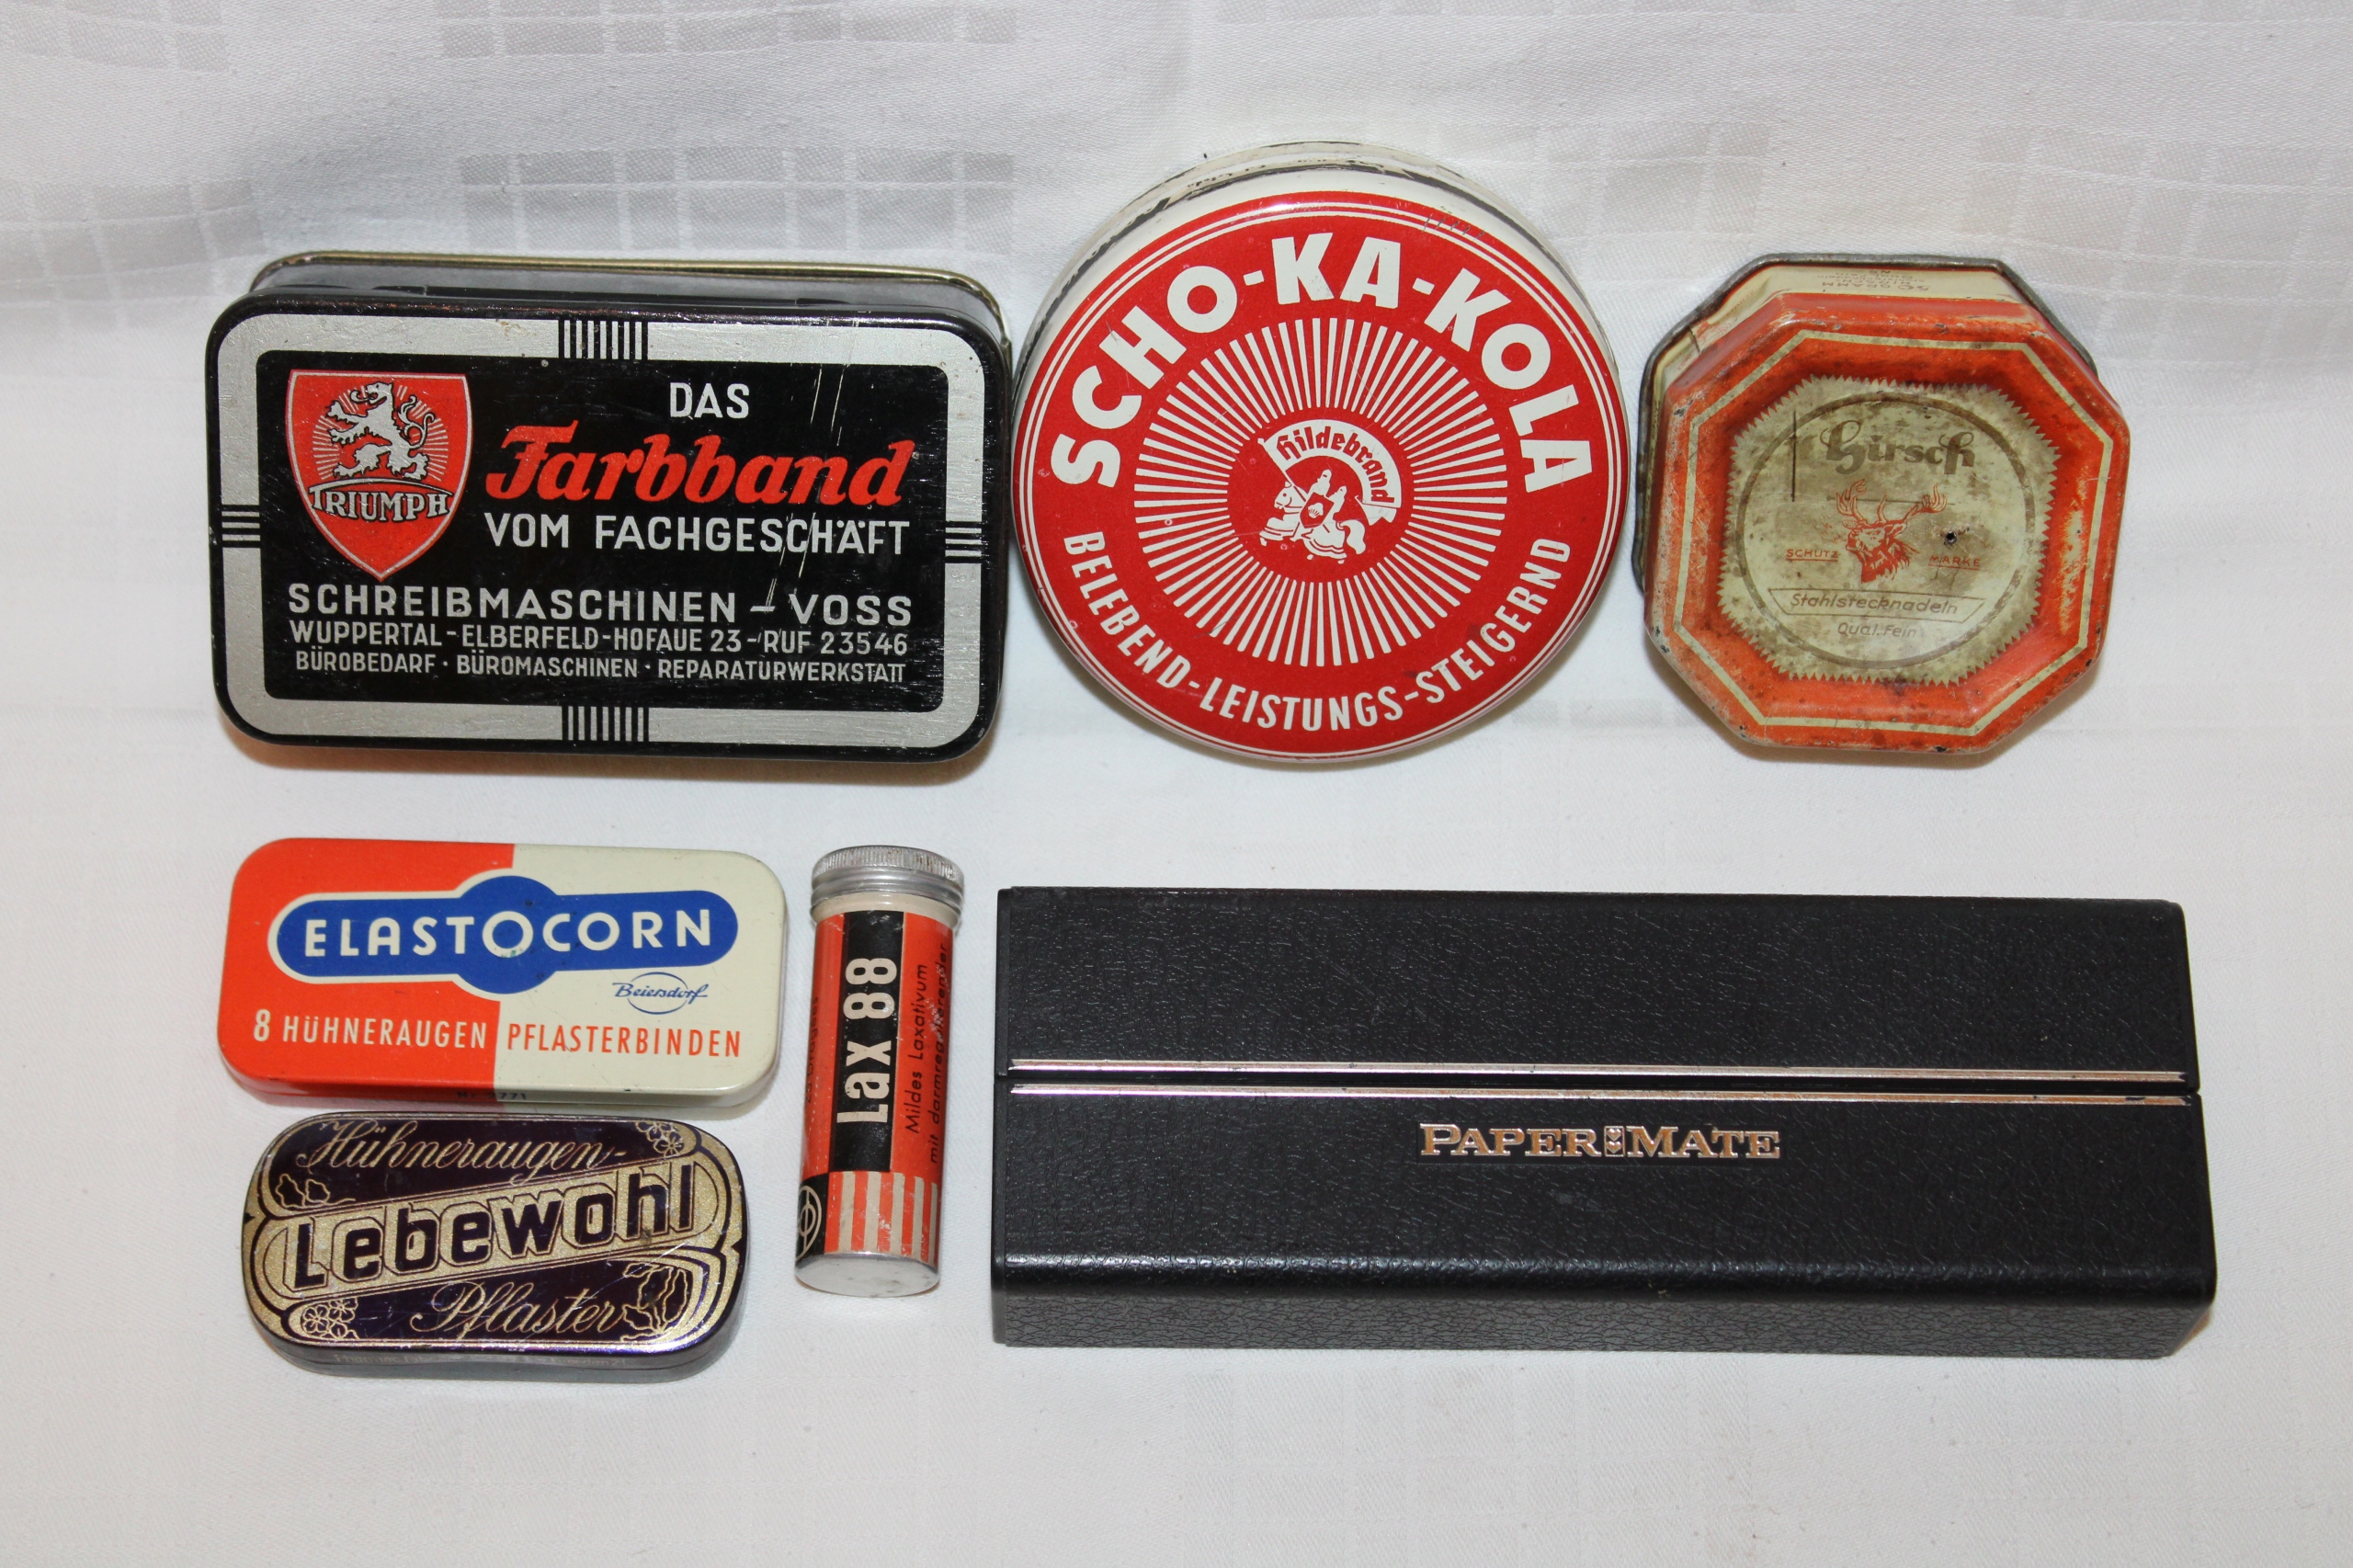 TRIUMPH
DAS
Farbband
VOM FACHGESCHÄFT
SCHREIBMASCHINEN - VOSS
WUPPERTAL-ELBERFELD-HOFAUE 23-RUF 23546
BÜROBEDARF · BÜROMASCHINEN · REPARATURWERKSTATT
SCHO-KA-KOLA
Hildebrand
BELEBEND-LEISTUNGS-STEIGERND
Hirsch
SCHUTZ MARKE
Stahlstecknadeln
Qual. Fein
ELASTOCORN
Beiersdorf
8 HÜHNERAUGEN PFLASTERBINDEN
Hühneraugen-
Lebewohl
Pflaster
Lax 88
Mildes Laxativum
mit darmregulierender
PAPER MATE